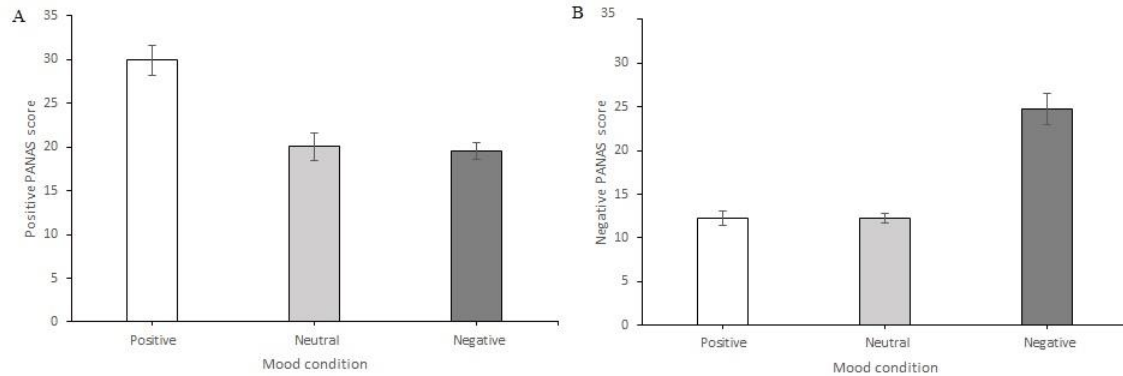 A
35
30
25
20
15
10
5
0
Positive PANAS score
Positive Neutral Negative
Mood condition
B
35
30
25
20
15
10
5
0
Negative PANAS score
Positive Neutral Negative
Mood condition